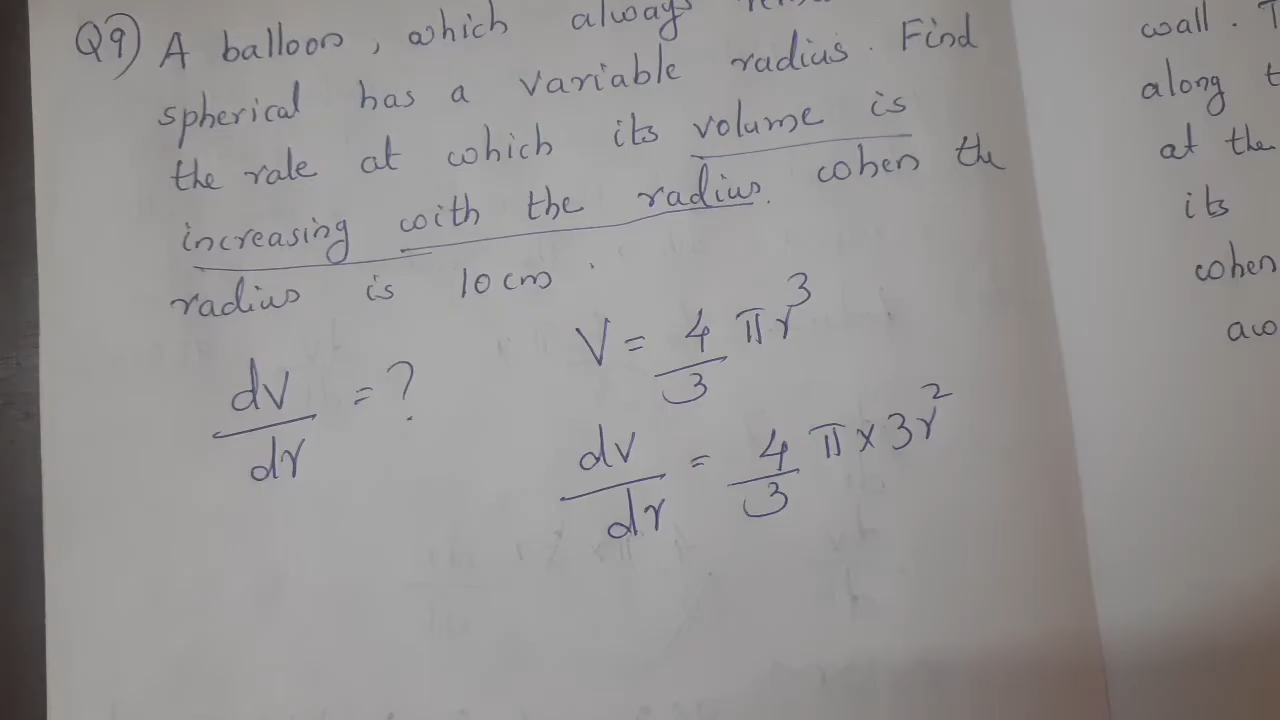 Q9) A balloon, which always
spherical has a variable radius. Find
the rate at which its volume is
increasing with the radius. when the
radius is 10cm.
dv/dr = ?
V = 4/3 πr³
dv/dr = 4/3 π × 3r²
wall.
along
at the
its
when